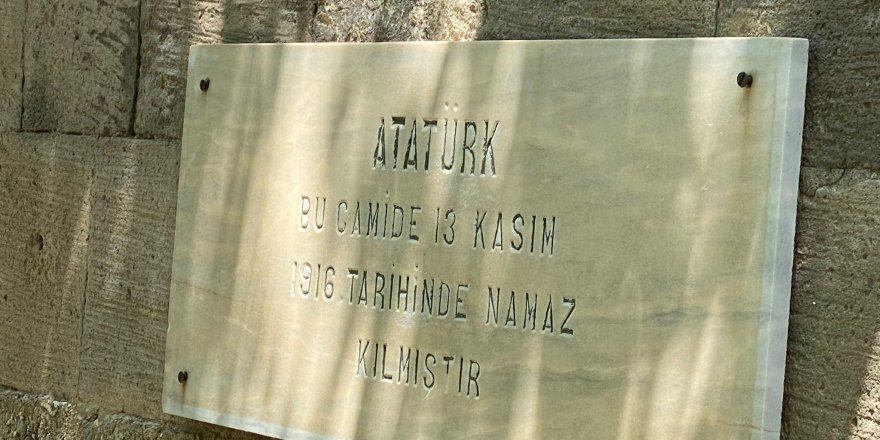 ATATÜRK
BU CAMİDE 13 KASIM
1916.TARİHİNDE NAMAZ
KILMIŞTIR